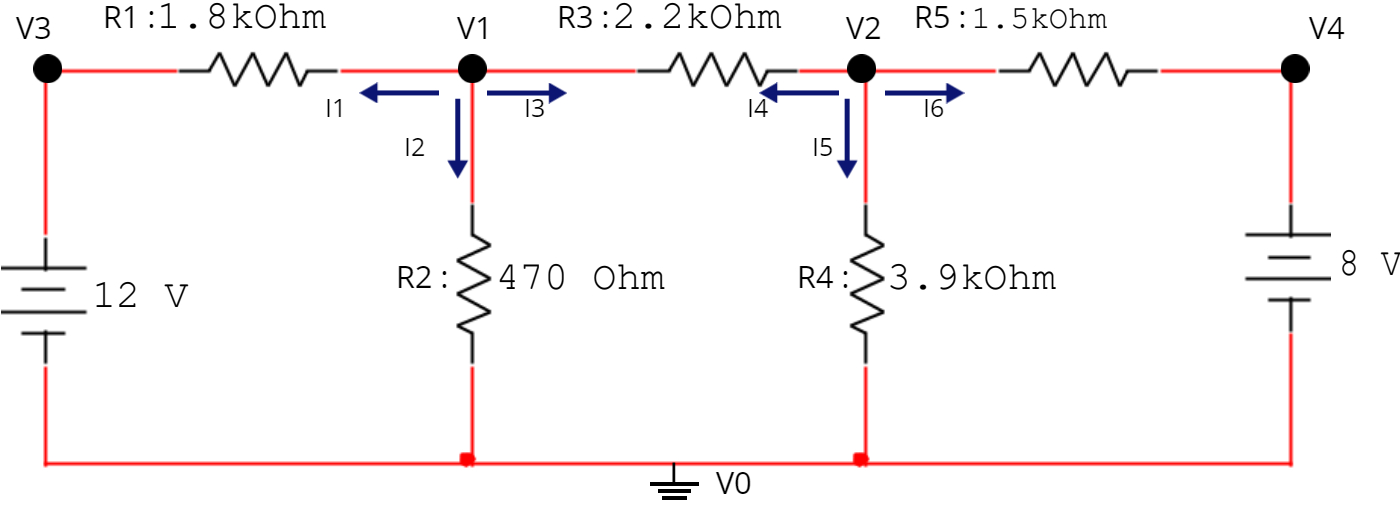 V3
R1:1.8kOhm
V1
R3:2.2kOhm
V2
R5:1.5kOhm
V4
I1
I3
I4
I6
I2
I5
12 V
R2:
470 Ohm
R4:
3.9kOhm
8 V
V0